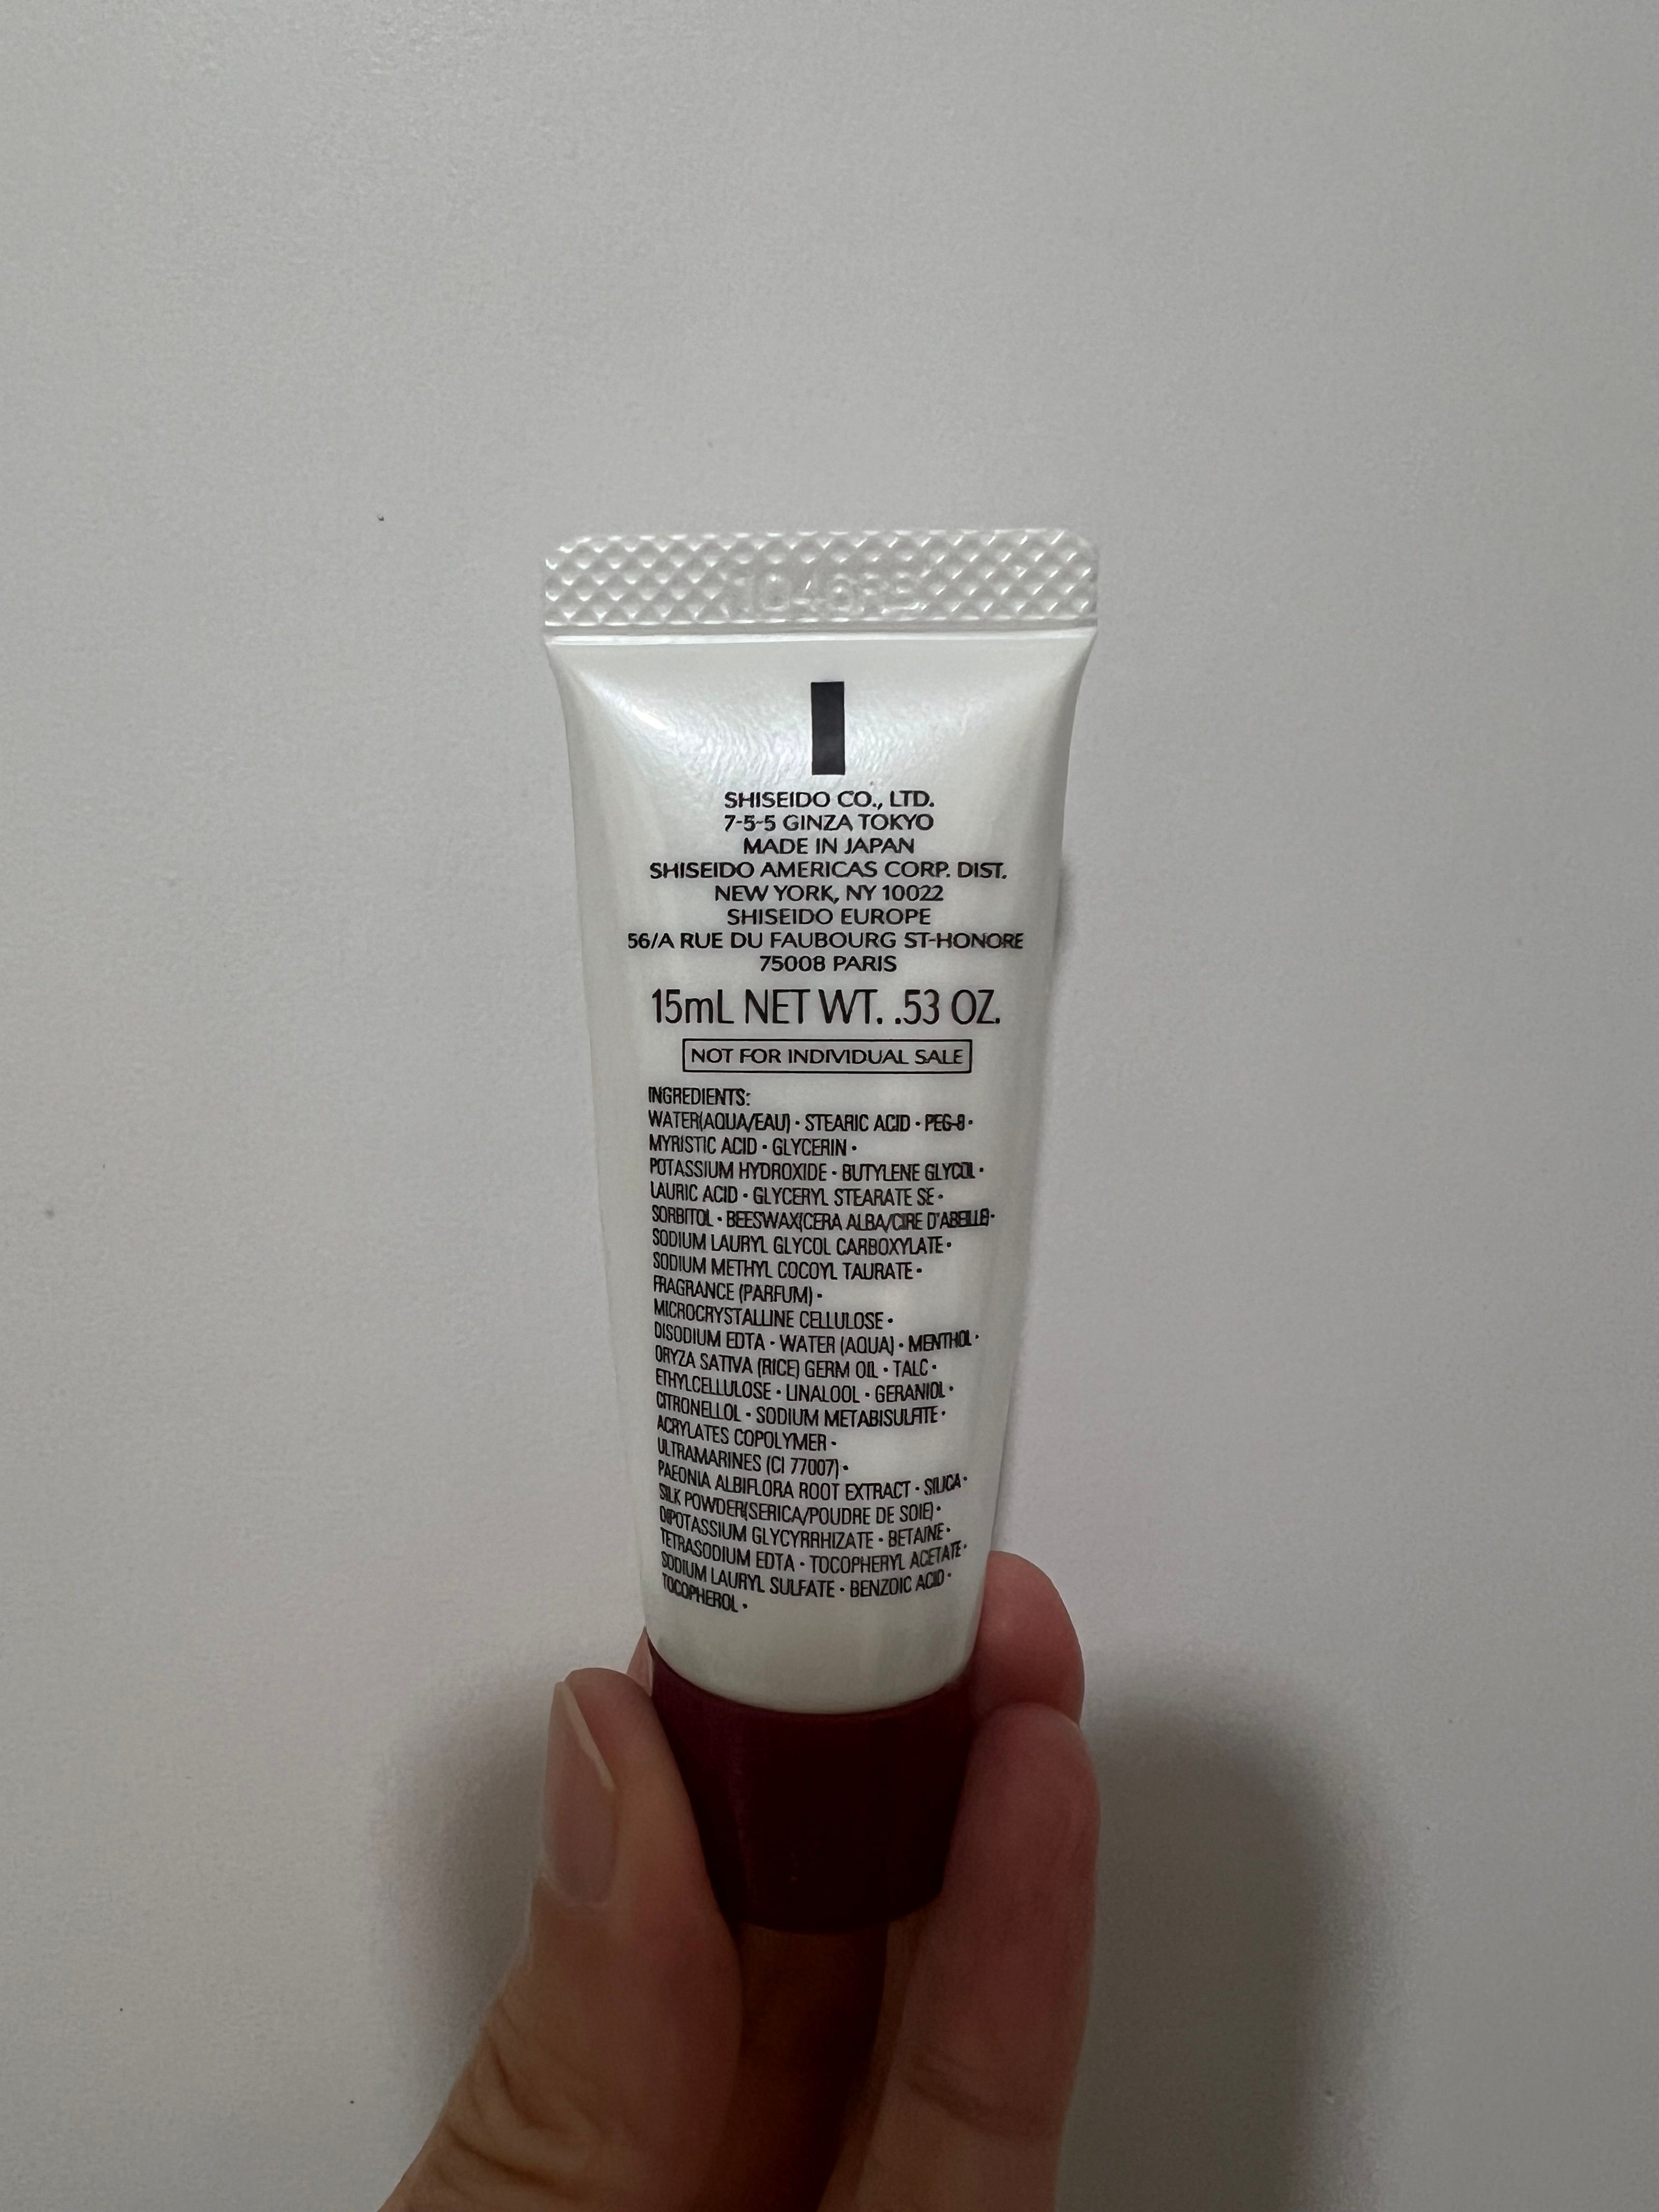 SHISEIDO CO., LTD.
7-5-5 GINZA TOKYO
MADE IN JAPAN
SHISEIDO AMERICAS CORP. DIST.
NEW YORK, NY 10022
SHISEIDO EUROPE
56/A RUE DU FAUBOURG ST-HONORE
75008 PARIS
15mL NET WT. .53 OZ.
NOT FOR INDIVIDUAL SALE
INGREDIENTS:
WATER(AQUA/EAU)・STEARIC ACID・PEG-8・
MYRISTIC ACID・GLYCERIN・
POTASSIUM HYDROXIDE・BUTYLENE GLYCOL・
LAURIC ACID・GLYCERYL STEARATE SE・
SORBITOL・BEESWAX(CERA ALBA/CIRE D'ABEILLE)・
SODIUM LAURYL GLYCOL CARBOXYLATE・
SODIUM METHYL COCOYL TAURATE・
FRAGRANCE (PARFUM)・
MICROCRYSTALLINE CELLULOSE・
DISODIUM EDTA・WATER (AQUA)・MENTHOL・
ORYZA SATIVA (RICE) GERM OIL・TALC・
ETHYLCELLULOSE・LINALOOL・GERANIOL・
CITRONELLOL・SODIUM METABISULFITE・
ACRYLATES COPOLYMER・
ULTRAMARINES (CI 77007)・
PAEONIA ALBIFLORA ROOT EXTRACT・SILICA・
SILK POWDER(SERICA/POUDRE DE SOIE)・
DIPOTASSIUM GLYCYRRHIZATE・BETAINE・
TETRASODIUM EDTA・TOCOPHERYL ACETATE・
SODIUM LAURYL SULFATE・BENZOIC ACID・
TOCOPHEROL・